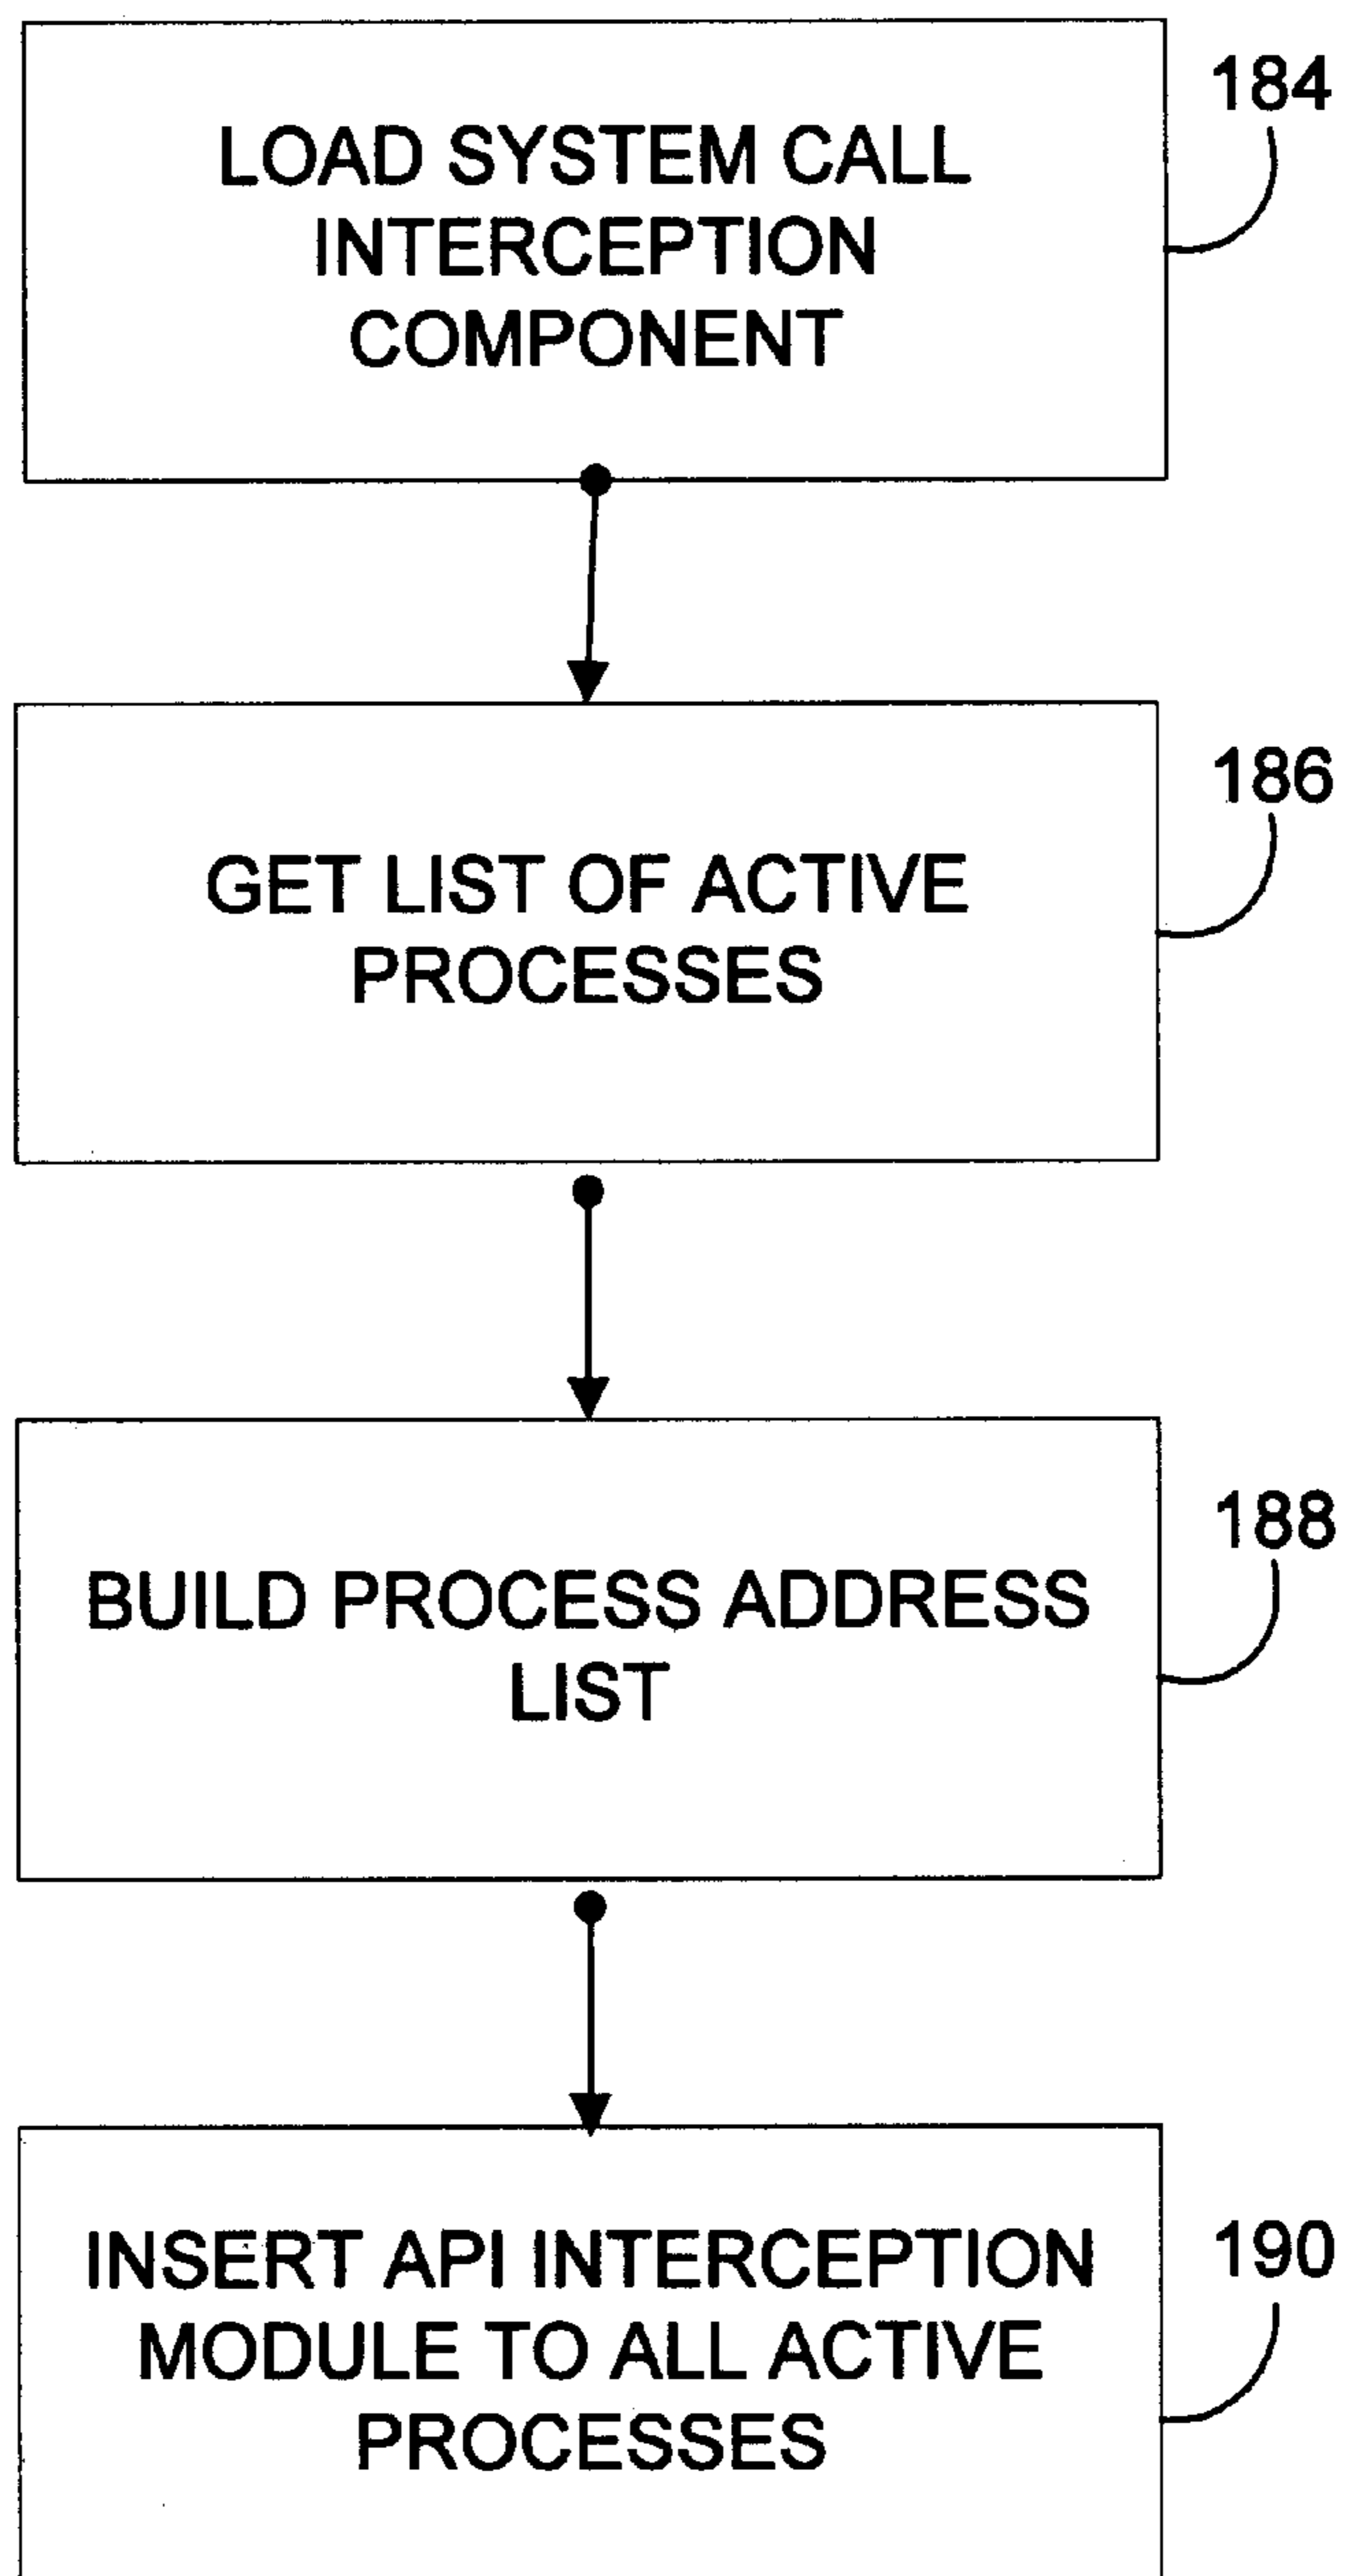 184
LOAD SYSTEM CALL
INTERCEPTION
COMPONENT
186
GET LIST OF ACTIVE
PROCESSES
188
BUILD PROCESS ADDRESS
LIST
190
INSERT API INTERCEPTION
MODULE TO ALL ACTIVE
PROCESSES